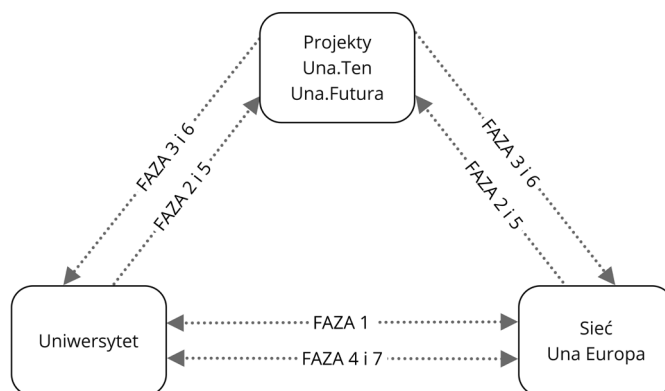 Projekty
Una.Ten
Una.Futura
FAZA 3 i 6
FAZA 2 i 5
FAZA 3 i 6
FAZA 2 i 5
Uniwersytet
FAZA 1
FAZA 4 i 7
Sieć
Una Europa